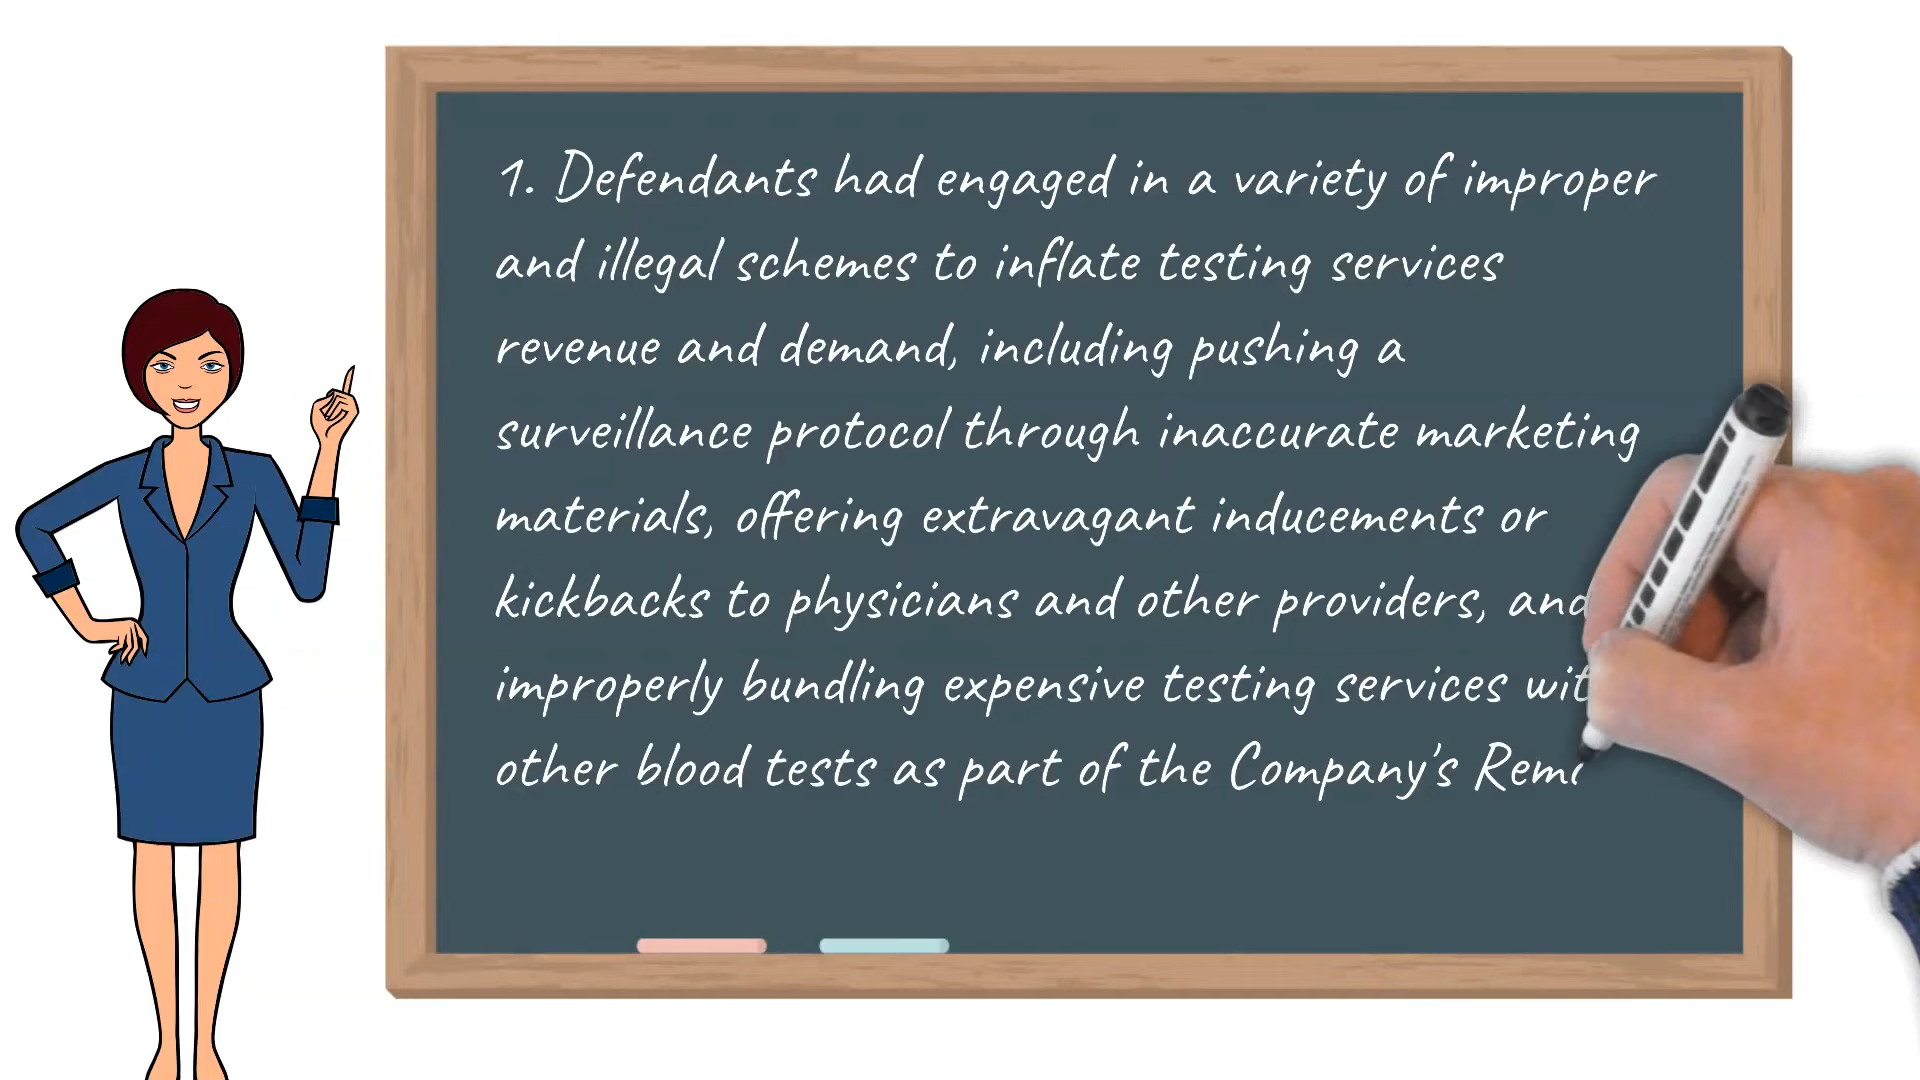 1. Defendants had engaged in a variety of improper
and illegal schemes to inflate testing services
revenue and demand, including pushing a
surveillance protocol through inaccurate marketing
materials, offering extravagant inducements or
kickbacks to physicians and other providers, and
improperly bundling expensive testing services
other blood tests as part of the Company's